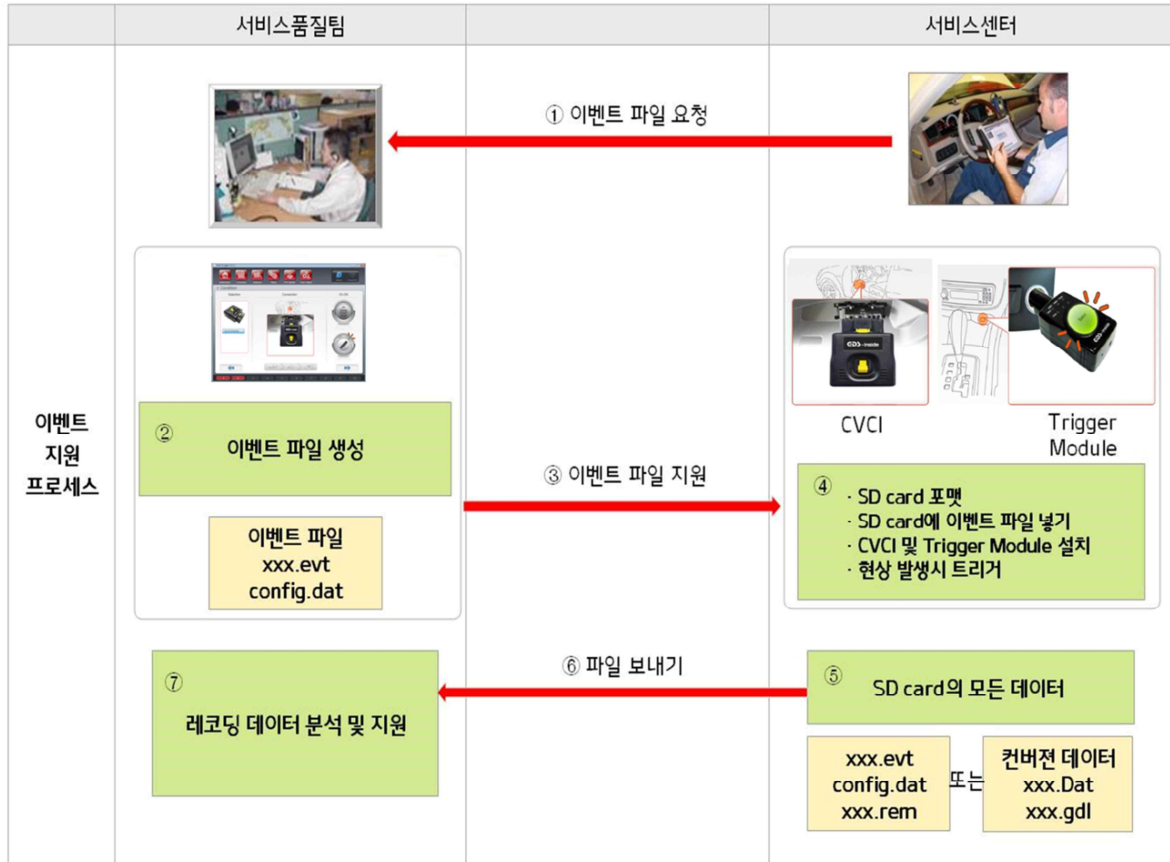 서비스품질팀
서비스센터
이벤트
지원
프로세스
① 이벤트 파일 요청
②
이벤트 파일 생성
이벤트 파일
xxx.evt
config.dat
③ 이벤트 파일 지원
GDS-mobile
CVCI
Trigger
Module
④
· SD card 포맷
· SD card에 이벤트 파일 넣기
· CVCI 및 Trigger Module 설치
· 현상 발생시 트리거
⑤
SD card의 모든 데이터
xxx.evt
config.dat
xxx.rem
또는
컨버젼 데이터
xxx.Dat
xxx.gdl
⑥ 파일 보내기
⑦
레코딩 데이터 분석 및 지원